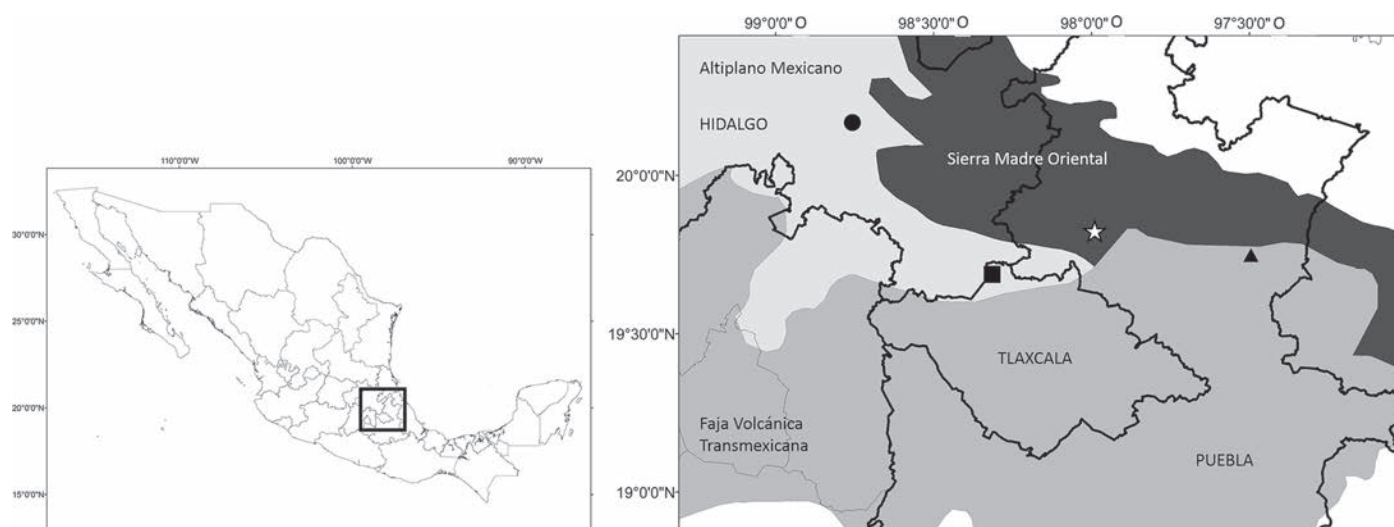 110°0'0"W
100°0'0"W
90°0'0"W
30°0'0"N
25°0'0"N
20°0'0"N
15°0'0"N
99°0'0"O
98°30'0"O
98°0'0"O
97°30'0"O
Altiplano Mexicano
HIDALGO
Sierra Madre Oriental
20°0'0"N
19°30'0"N
TLAXCALA
Faja Volcánica
Transmexicana
PUEBLA
19°0'0"N